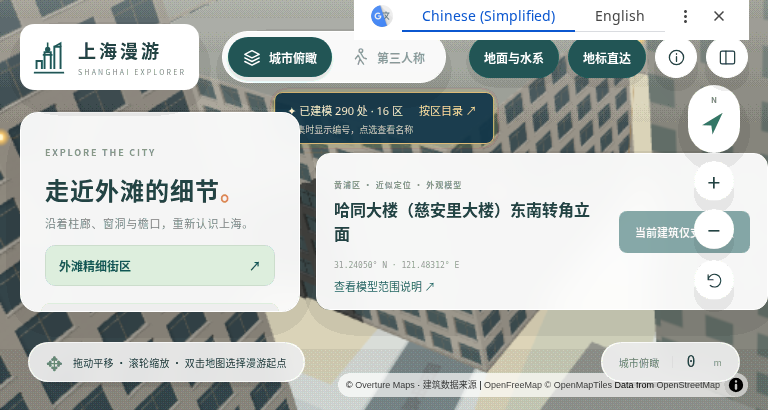 Chinese (Simplified)
English
上海漫游
SHANGHAI EXPLORER
城市俯瞰
第三人称
地面与水系
地标直达
N
✦ 已建模 290 处 · 16 区 按区目录 ↗
集时显示编号，点选查看名称
EXPLORE THE CITY
走近外滩的细节。
沿着柱廊、窗洞与檐口，重新认识上海。
外滩精细街区 ↗
黄浦区 · 近似定位 · 外观模型
哈同大楼（慈安里大楼）东南转角立
面
31.24050° N · 121.48312° E
查看模型范围说明 ↗
当前建筑仅
拖动平移 · 滚轮缩放 · 双击地图选择漫游起点
城市俯瞰 0 m
© Overture Maps · 建筑数据来源 | OpenFreeMap © OpenMapTiles Data from OpenStreetMap